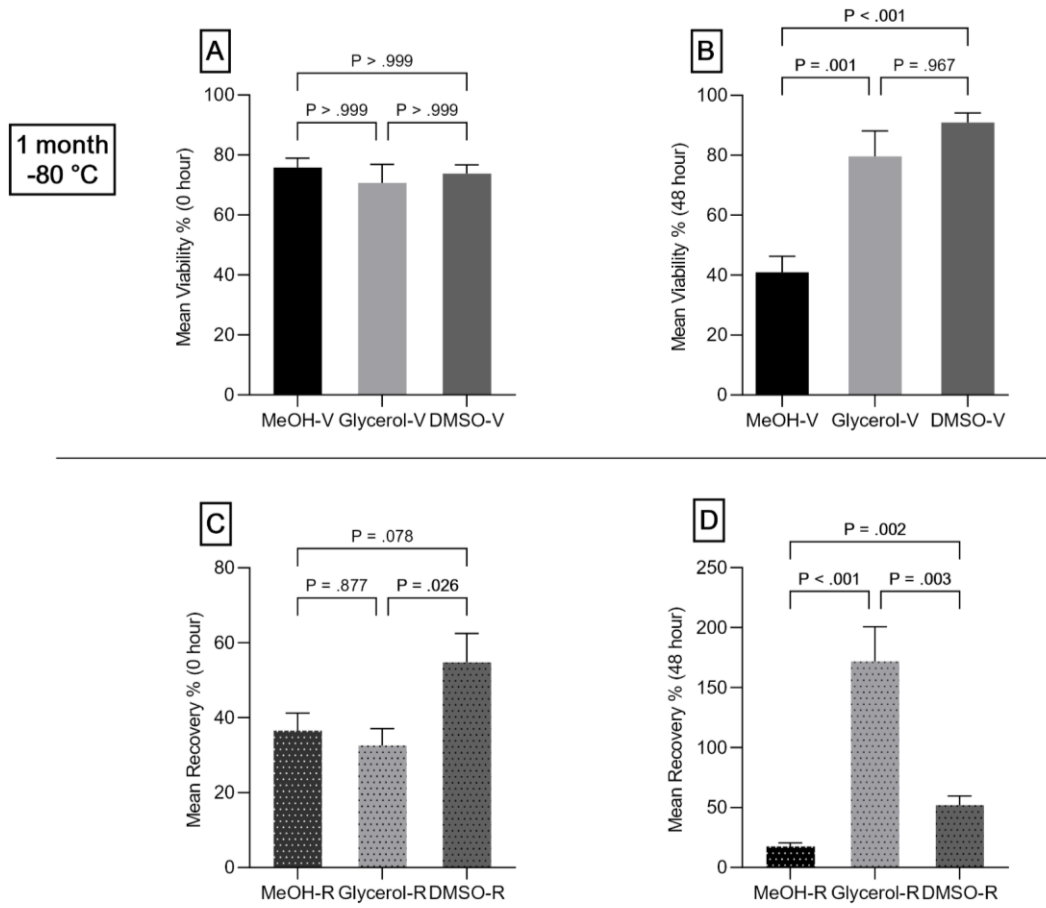 1 month
-80 °C
A
P > .999
P > .999
P > .999
Mean Viability % (0 hour)
100
80
60
40
20
0
MeOH-V Glycerol-V DMSO-V
B
P < .001
P = .001
P = .967
Mean Viability % (48 hour)
100
80
60
40
20
0
MeOH-V Glycerol-V DMSO-V
C
P = .078
P = .877
P = .026
Mean Recovery % (0 hour)
80
60
40
20
0
MeOH-R Glycerol-R DMSO-R
D
P = .002
P < .001
P = .003
Mean Recovery % (48 hour)
250
200
150
100
50
0
MeOH-R Glycerol-R DMSO-R